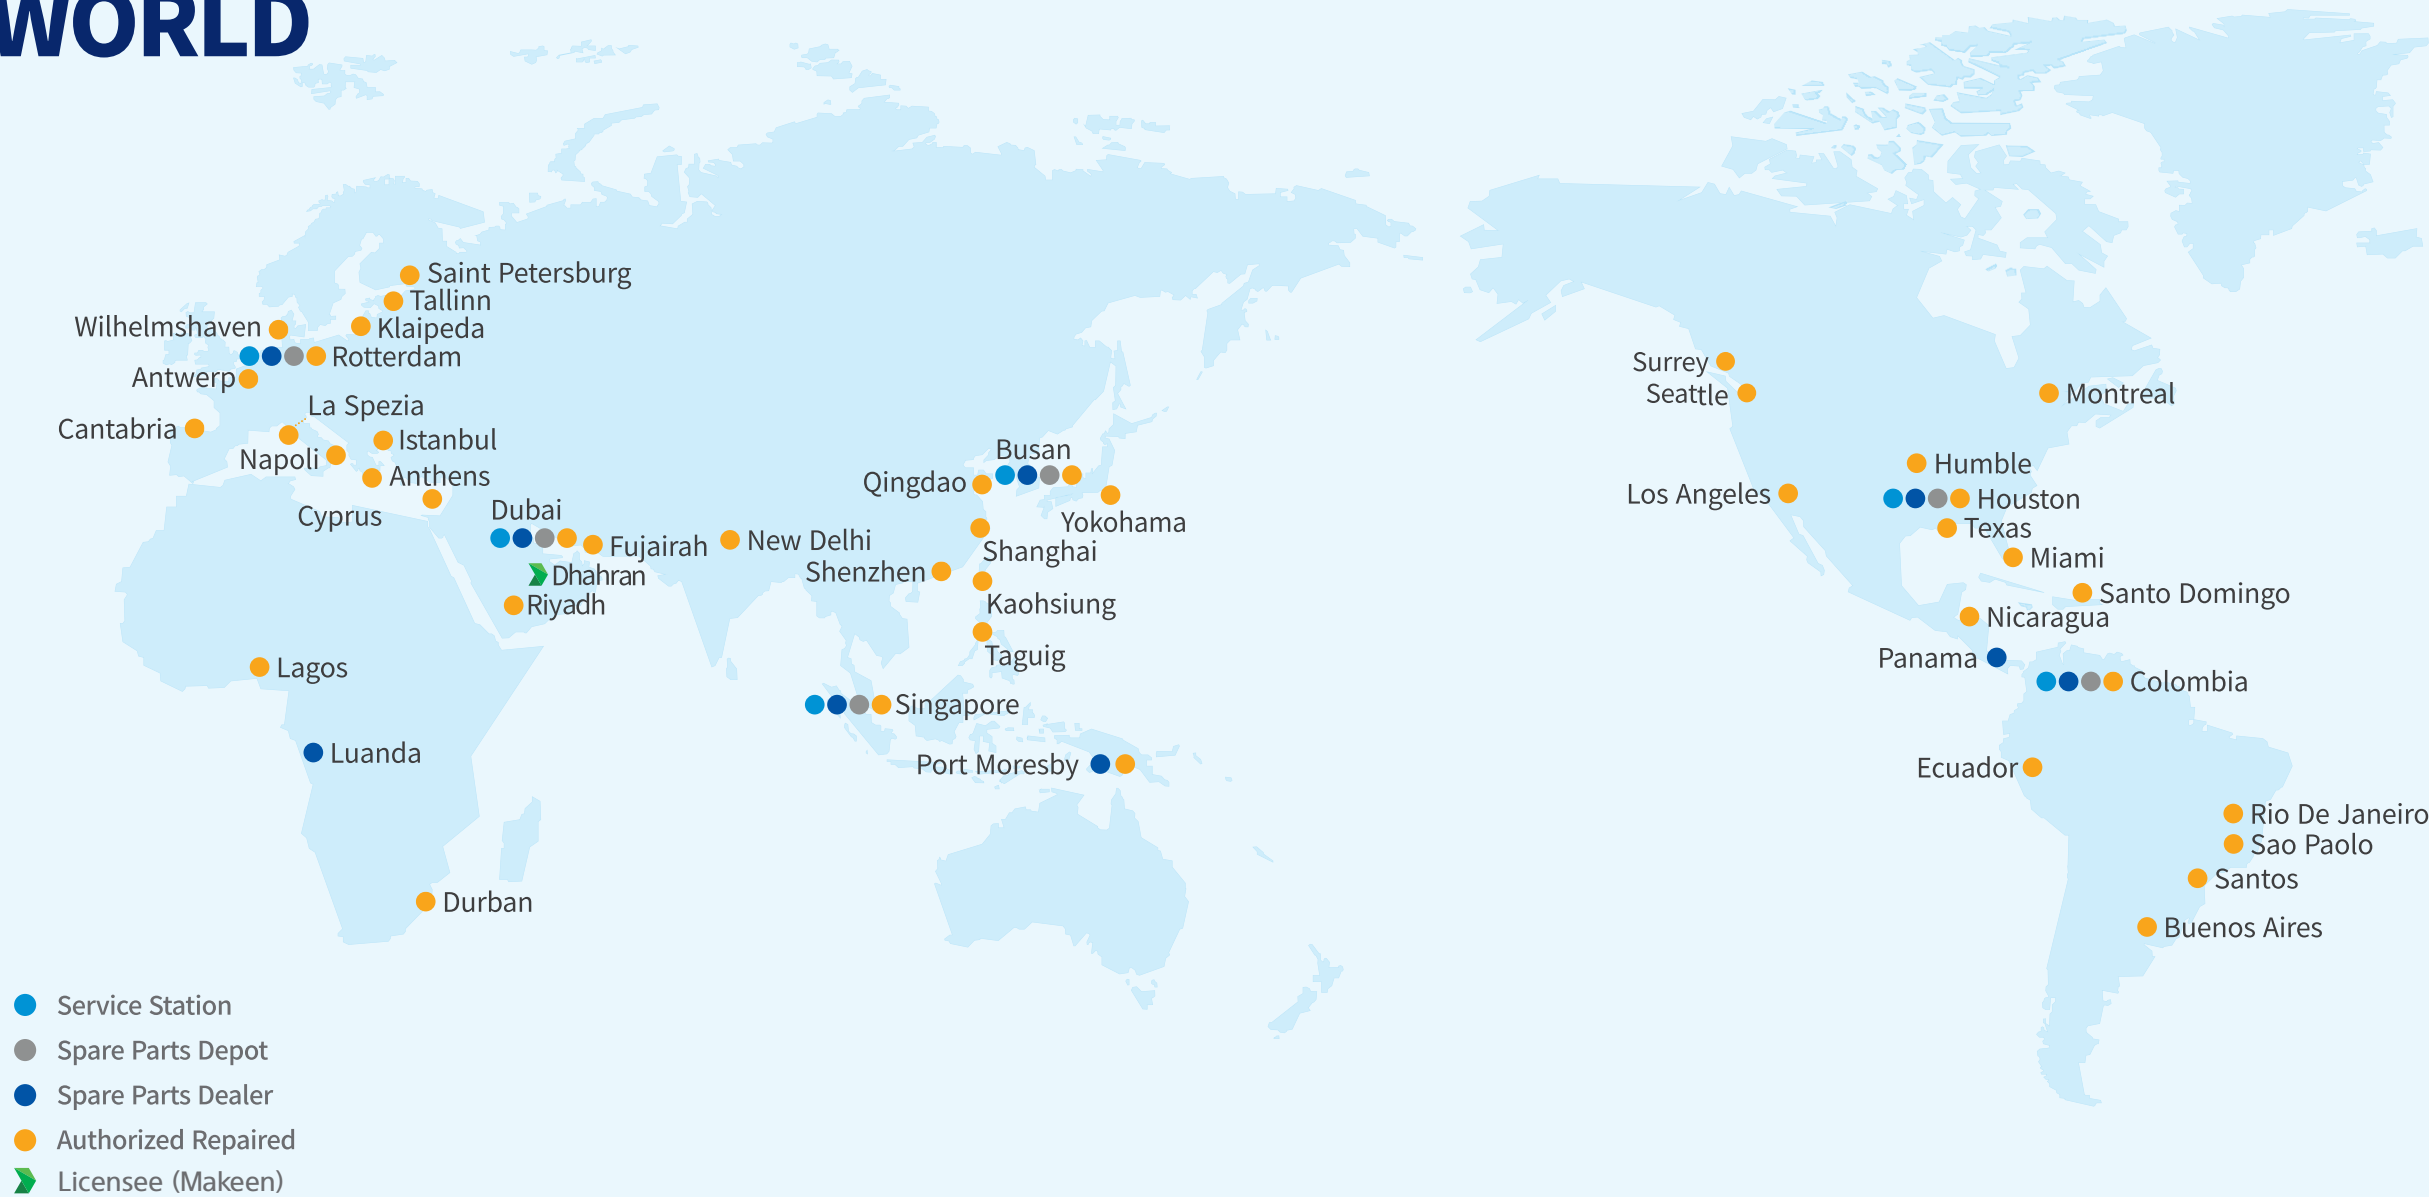 WORLD
Saint Petersburg
Tallinn
Wilhelmshaven
Klaipeda
Rotterdam
Antwerp
La Spezia
Cantabria
Istanbul
Napoli
Anthens
Cyprus
Dubai
Fujairah
Dhahran
Riyadh
New Delhi
Busan
Qingdao
Yokohama
Shanghai
Shenzhen
Kaohsiung
Taguig
Singapore
Port Moresby
Lagos
Luanda
Durban
Surrey
Seattle
Montreal
Humble
Los Angeles
Houston
Texas
Miami
Santo Domingo
Nicaragua
Panama
Colombia
Ecuador
Rio De Janeiro
Sao Paolo
Santos
Buenos Aires
Service Station
Spare Parts Depot
Spare Parts Dealer
Authorized Repaired
Licensee (Makeen)